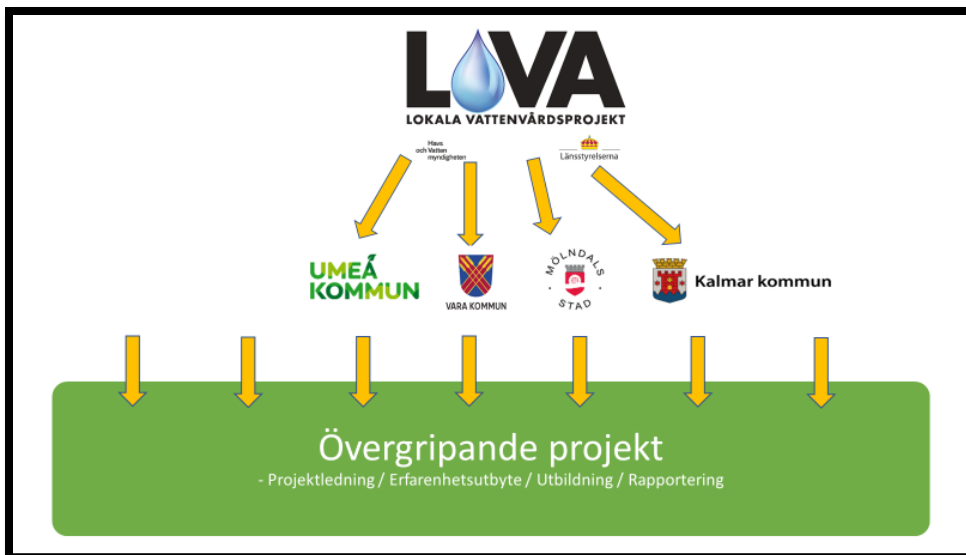 LOVA
LOKALA VATTENVÅRDSPROJEKT
Havs
och Vatten
myndigheten
Länsstyrelserna
UMEÅ
KOMMUN
VARA KOMMUN
MÖLNDALS
STAD
Kalmar kommun
Övergripande projekt
- Projektledning / Erfarenhetsutbyte / Utbildning / Rapportering